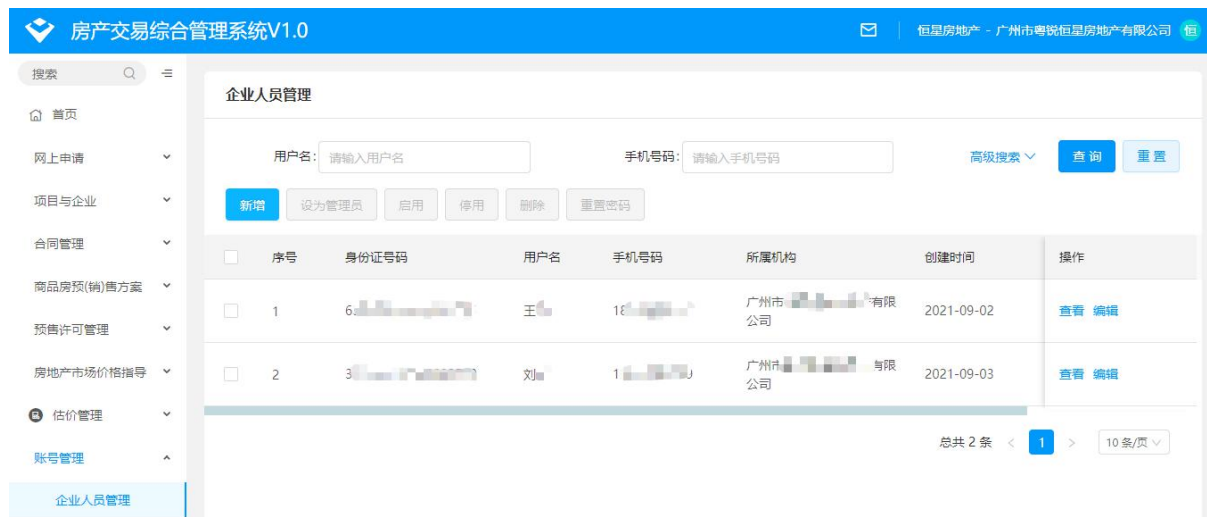 房产交易综合管理系统V1.0
恒星房地产 - 广州市粤锐恒星房地产有限公司 恒
搜索
首页
网上申请
项目与企业
合同管理
商品房预(销)售方案
预售许可管理
房地产市场价格指导
估价管理
账号管理
企业人员管理
企业人员管理
用户名: 请输入用户名 手机号码: 请输入手机号码 高级搜索 查询 重置
新增 设为管理员 启用 停用 删除 重置密码
序号 身份证号码 用户名 手机号码 所属机构 创建时间 操作
1 6 王 18 广州市 有限公司 2021-09-02 查看 编辑
2 3 刘 1 广州市 有限公司 2021-09-03 查看 编辑
总共 2 条 < 1 > 10 条/页